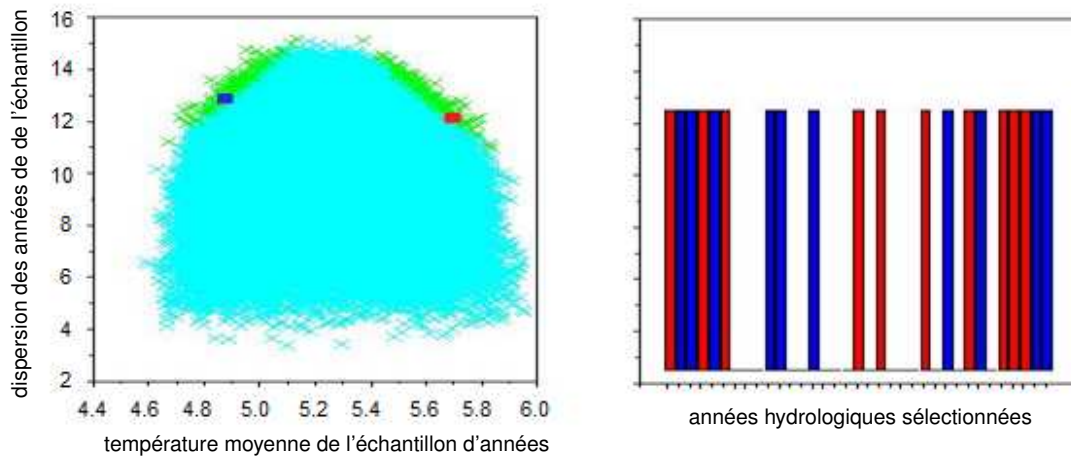 dispersion des années de de l'échantillon
16
14
12
10
8
6
4
2
4.4 4.6 4.8 5.0 5.2 5.4 5.6 5.8 6.0
température moyenne de l'échantillon d'années
années hydrologiques sélectionnées